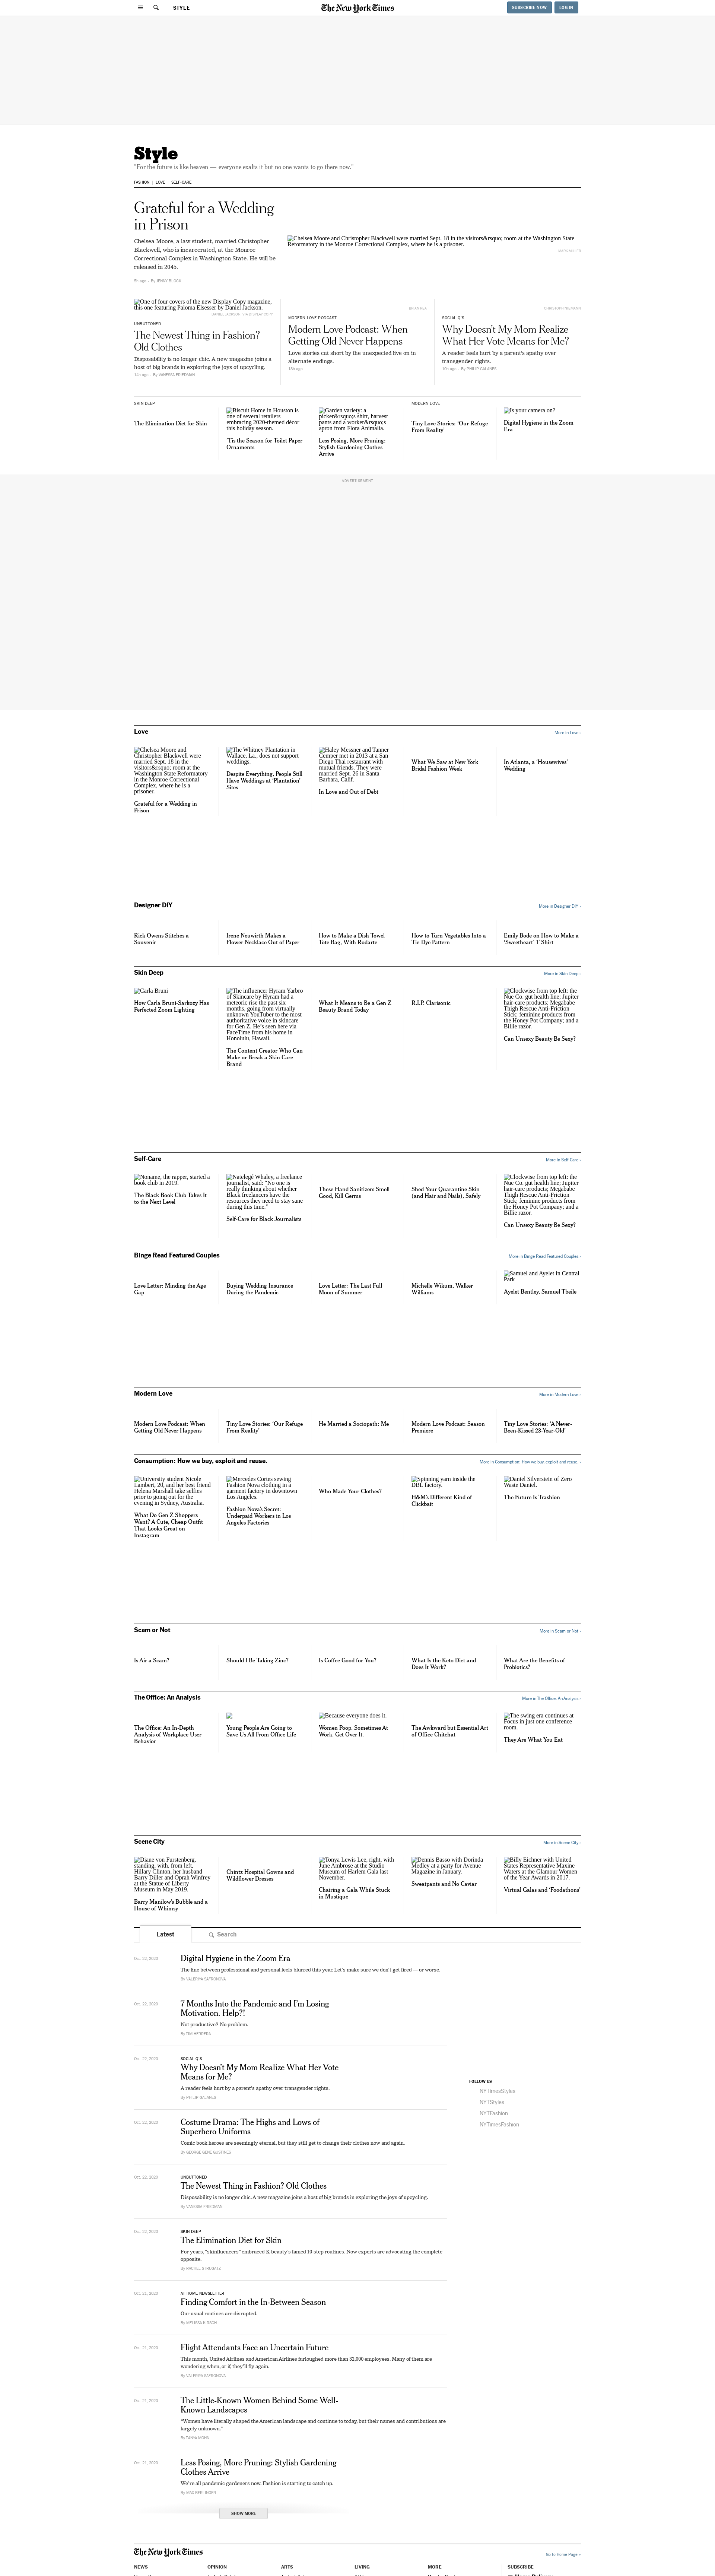 STYLE
The New York Times
SUBSCRIBE NOW
LOG IN
Style
"For the future is like heaven — everyone exalts it but no one wants to go there now."
FASHION
LOVE
SELF-CARE
Grateful for a Wedding
in Prison
Chelsea Moore, a law student, married Christopher
Blackwell, who is incarcerated, at the Monroe
Correctional Complex in Washington State. He will be
released in 2045.
Chelsea Moore and Christopher Blackwell were married Sept. 18 in the visitors&rsquo; room at the Washington State
Reformatory in the Monroe Correctional Complex, where he is a prisoner.
By JENNY BLOCK
One of four covers of the new Display Copy magazine,
this one featuring Paloma Elsesser by Daniel Jackson.
DANIEL JACKSON, VIA DISPLAY COPY
UNBUTTONED
The Newest Thing in Fashion?
Old Clothes
Disposability is no longer chic. A new magazine joins a
host of big brands in exploring the joys of upcycling.
14h ago · By VANESSA FRIEDMAN
BRIAN REA
MODERN LOVE PODCAST
Modern Love Podcast: When
Getting Old Never Happens
Love stories cut short by the unexpected live on in
alternate endings.
CHRISTOPH NIEMANN
SOCIAL Q'S
Why Doesn't My Mom Realize
What Her Vote Means for Me?
A reader feels hurt by a parent's apathy over
transgender rights.
By PHILIP GALANES
SKIN DEEP
The Elimination Diet for Skin
Biscuit Home in Houston is
one of several retailers
embracing 2020-themed décor
this holiday season.
'Tis the Season for Toilet Paper
Ornaments
Garden variety: a
picker&rsquo;s shirt, harvest
pants and a worker&rsquo;s
apron from Flora Animalia.
Less Posing, More Pruning:
Stylish Gardening Clothes
Arrive
MODERN LOVE
Tiny Love Stories: 'Our Refuge
From Reality'
Is your camera on?
Digital Hygiene in the Zoom
Era
ADVERTISEMENT
Love
More in Love ›
Chelsea Moore and
Christopher Blackwell were
married Sept. 18 in the
visitors&rsquo; room at the
Washington State
Reformatory in the Monroe
Correctional Complex,
where he is a
prisoner.
Grateful for a Wedding in
Prison
The Whitney Plantation in
Wallace, La., does not support
weddings.
Despite Everything, People Still
Have Weddings at 'Plantation'
Sites
Haley Messner and Tanner
Cemper met in 2013 at a San
Diego Thai restaurant with
mutual friends. They were
married Sept. 26 in Santa
Barbara, Calif.
In Love and Out of Debt
What We Saw at New York
Bridal Fashion Week
In Atlanta, a 'Housewives'
Wedding
Designer DIY
More in Designer DIY ›
Rick Owens Stitches a
Souvenir
Irene Neuwirth Makes a
Flower Necklace Out of Paper
How to Make a Dish Towel
Tote Bag, With Rodarte
How to Turn Vegetables Into a
Tie-Dye Pattern
Emily Bode on How to Make a
'Sweetheart' T-Shirt
Skin Deep
More in Skin Deep ›
Carla Bruni
How Carla Bruni-Sarkozy Has
Perfected Zoom Lighting
The influencer Hyram Yarbro
of Skincare by Hyram had a
meteoric rise the past six
months, going from virtually
unknown YouTube to the most
authoritative voice in skincare
for Gen Z. He's seen here via
FaceTime from his home in
Honolulu, Hawaii.
The Content Creator Who Can
Make or Break a Skin Care
Brand
What It Means to Be a Gen Z
Beauty Brand Today
R.I.P. Clarisonic
Clockwise from top left: the
Nue Co. gut health line; Jupiter
hair-care products; Megababe
Thigh Rescue Anti-Friction
Stick; feminine products from
the Honey Pot Company; and a
Billie razor.
Can Unsexy Beauty Be Sexy?
Self-Care
More in Self-Care ›
Noname, the rapper, started a
book club in 2019.
The Black Book Club Takes It
to the Next Level
Natelegé Whaley, a freelance
journalist, said: "No one is
really thinking about whether
Black freelancers have the
resources they need to stay sane
during this time."
Self-Care for Black Journalists
These Hand Sanitizers Smell
Good, Kill Germs
Shed Your Quarantine Skin
(and Hair and Nails), Safely
Clockwise from top left: the
Nue Co. gut health line; Jupiter
hair-care products; Megababe
Thigh Rescue Anti-Friction
Stick; feminine products from
the Honey Pot Company; and a
Billie razor.
Can Unsexy Beauty Be Sexy?
Binge Read Featured Couples
More in Binge Read Featured Couples ›
Love Letter: Minding the Age
Gap
Buying Wedding Insurance
During the Pandemic
Love Letter: The Last Full
Moon of Summer
Michelle Wikum, Walker
Williams
Samuel and Ayelet in Central
Park
Ayelet Bentley, Samuel Theile
Modern Love
More in Modern Love ›
Modern Love Podcast: When
Getting Old Never Happens
Tiny Love Stories: 'Our Refuge
From Reality'
He Married a Sociopath: Me
Modern Love Podcast: Season
Premiere
Tiny Love Stories: 'A Never-
Been-Kissed 23-Year-Old'
Consumption: How we buy, exploit and reuse.
More in Consumption: How we buy, exploit and reuse. ›
University student Nicole
Lambert, 20, and her best friend
Helena Marshall take selfies
prior to going out for the
evening in Sydney, Australia.
What Do Gen Z Shoppers
Want? A Cute, Cheap Outfit
That Looks Great on
Instagram
Mercedes Cortes sewing
Fashion Nova clothing in a
garment factory in downtown
Los Angeles.
Fashion Nova's Secret:
Underpaid Workers in Los
Angeles Factories
Who Made Your Clothes?
Spinning yarn inside the
DBL factory.
H&M's Different Kind of
Clickbait
Daniel Silverstein of Zero
Waste Daniel.
The Future Is Trashion
Scam or Not
More in Scam or Not ›
Is Air a Scam?
Should I Be Taking Zinc?
Is Coffee Good for You?
What Is the Keto Diet and
Does It Work?
What Are the Benefits of
Probiotics?
The Office: An Analysis
More in The Office: An Analysis ›
The Office: An In-Depth
Analysis of Workplace User
Behavior
Young People Are Going to
Save Us All From Office Life
Because everyone does it.
Women Poop. Sometimes At
Work. Get Over It.
The Awkward but Essential Art
of Office Chitchat
The swing era continues at
Focus in just one conference
room.
They Are What You Eat
Scene City
More in Scene City ›
Diane von Furstenberg,
standing, with, from left,
Hillary Clinton, her husband
Barry Diller and Oprah Winfrey
at the Statue of Liberty
Museum in May 2019.
Barry Manilow's Bubble and a
House of Whimsy
Chintz Hospital Gowns and
Wildflower Dresses
Tonya Lewis Lee, right, with
June Ambrose at the Studio
Museum of Harlem Gala last
November.
Chairing a Gala While Stuck
in Mustique
Dennis Basso with Dorinda
Medley at a party for Avenue
Magazine in January.
Sweatpants and No Caviar
Billy Eichner with United
States Representative Maxine
Waters at the Glamour Women
of the Year Awards in 2017.
Virtual Galas and 'Foodathons'
Latest
Search
Oct. 22, 2020
Digital Hygiene in the Zoom Era
The line between professional and personal feels blurred this year. Let's make sure we don't get fired — or worse.
By VALERIYA SAFRONOVA
Oct. 22, 2020
7 Months Into the Pandemic and I'm Losing
Motivation. Help?!
Not productive? No problem.
By TIM HERRERA
Oct. 22, 2020
SOCIAL Q'S
Why Doesn't My Mom Realize What Her Vote
Means for Me?
A reader feels hurt by a parent's apathy over transgender rights.
By PHILIP GALANES
FOLLOW US
NYTimesStyles
NYTStyles
NYTFashion
NYTimesFashion
Oct. 22, 2020
Costume Drama: The Highs and Lows of
Superhero Uniforms
Comic book heroes are seemingly eternal, but they still get to change their clothes now and again.
By GEORGE GENE GUSTINES
Oct. 22, 2020
UNBUTTONED
The Newest Thing in Fashion? Old Clothes
Disposability is no longer chic. A new magazine joins a host of big brands in exploring the joys of upcycling.
By VANESSA FRIEDMAN
Oct. 22, 2020
SKIN DEEP
The Elimination Diet for Skin
For years, "skinfluencers" embraced K-beauty's famed 10-step routines. Now experts are advocating the complete
opposite.
By RACHEL STRUGATZ
Oct. 21, 2020
AT HOME NEWSLETTER
Finding Comfort in the In-Between Season
Our usual routines are disrupted.
By MELISSA KIRSCH
Oct. 21, 2020
Flight Attendants Face an Uncertain Future
This month, United Airlines and American Airlines furloughed more than 32,000 employees. Many of them are
wondering when, or if, they'll fly again.
By VALERIYA SAFRONOVA
Oct. 21, 2020
The Little-Known Women Behind Some Well-
Known Landscapes
"Women have literally shaped the American landscape and continue to today, but their names and contributions are
largely unknown."
By TANYA MOHN
Oct. 21, 2020
Less Posing, More Pruning: Stylish Gardening
Clothes Arrive
We're all pandemic gardeners now. Fashion is starting to catch up.
By MAX BERLINGER
SHOW MORE
The New York Times
Go to Home Page »
NEWS
OPINION
ARTS
LIVING
MORE
SUBSCRIBE